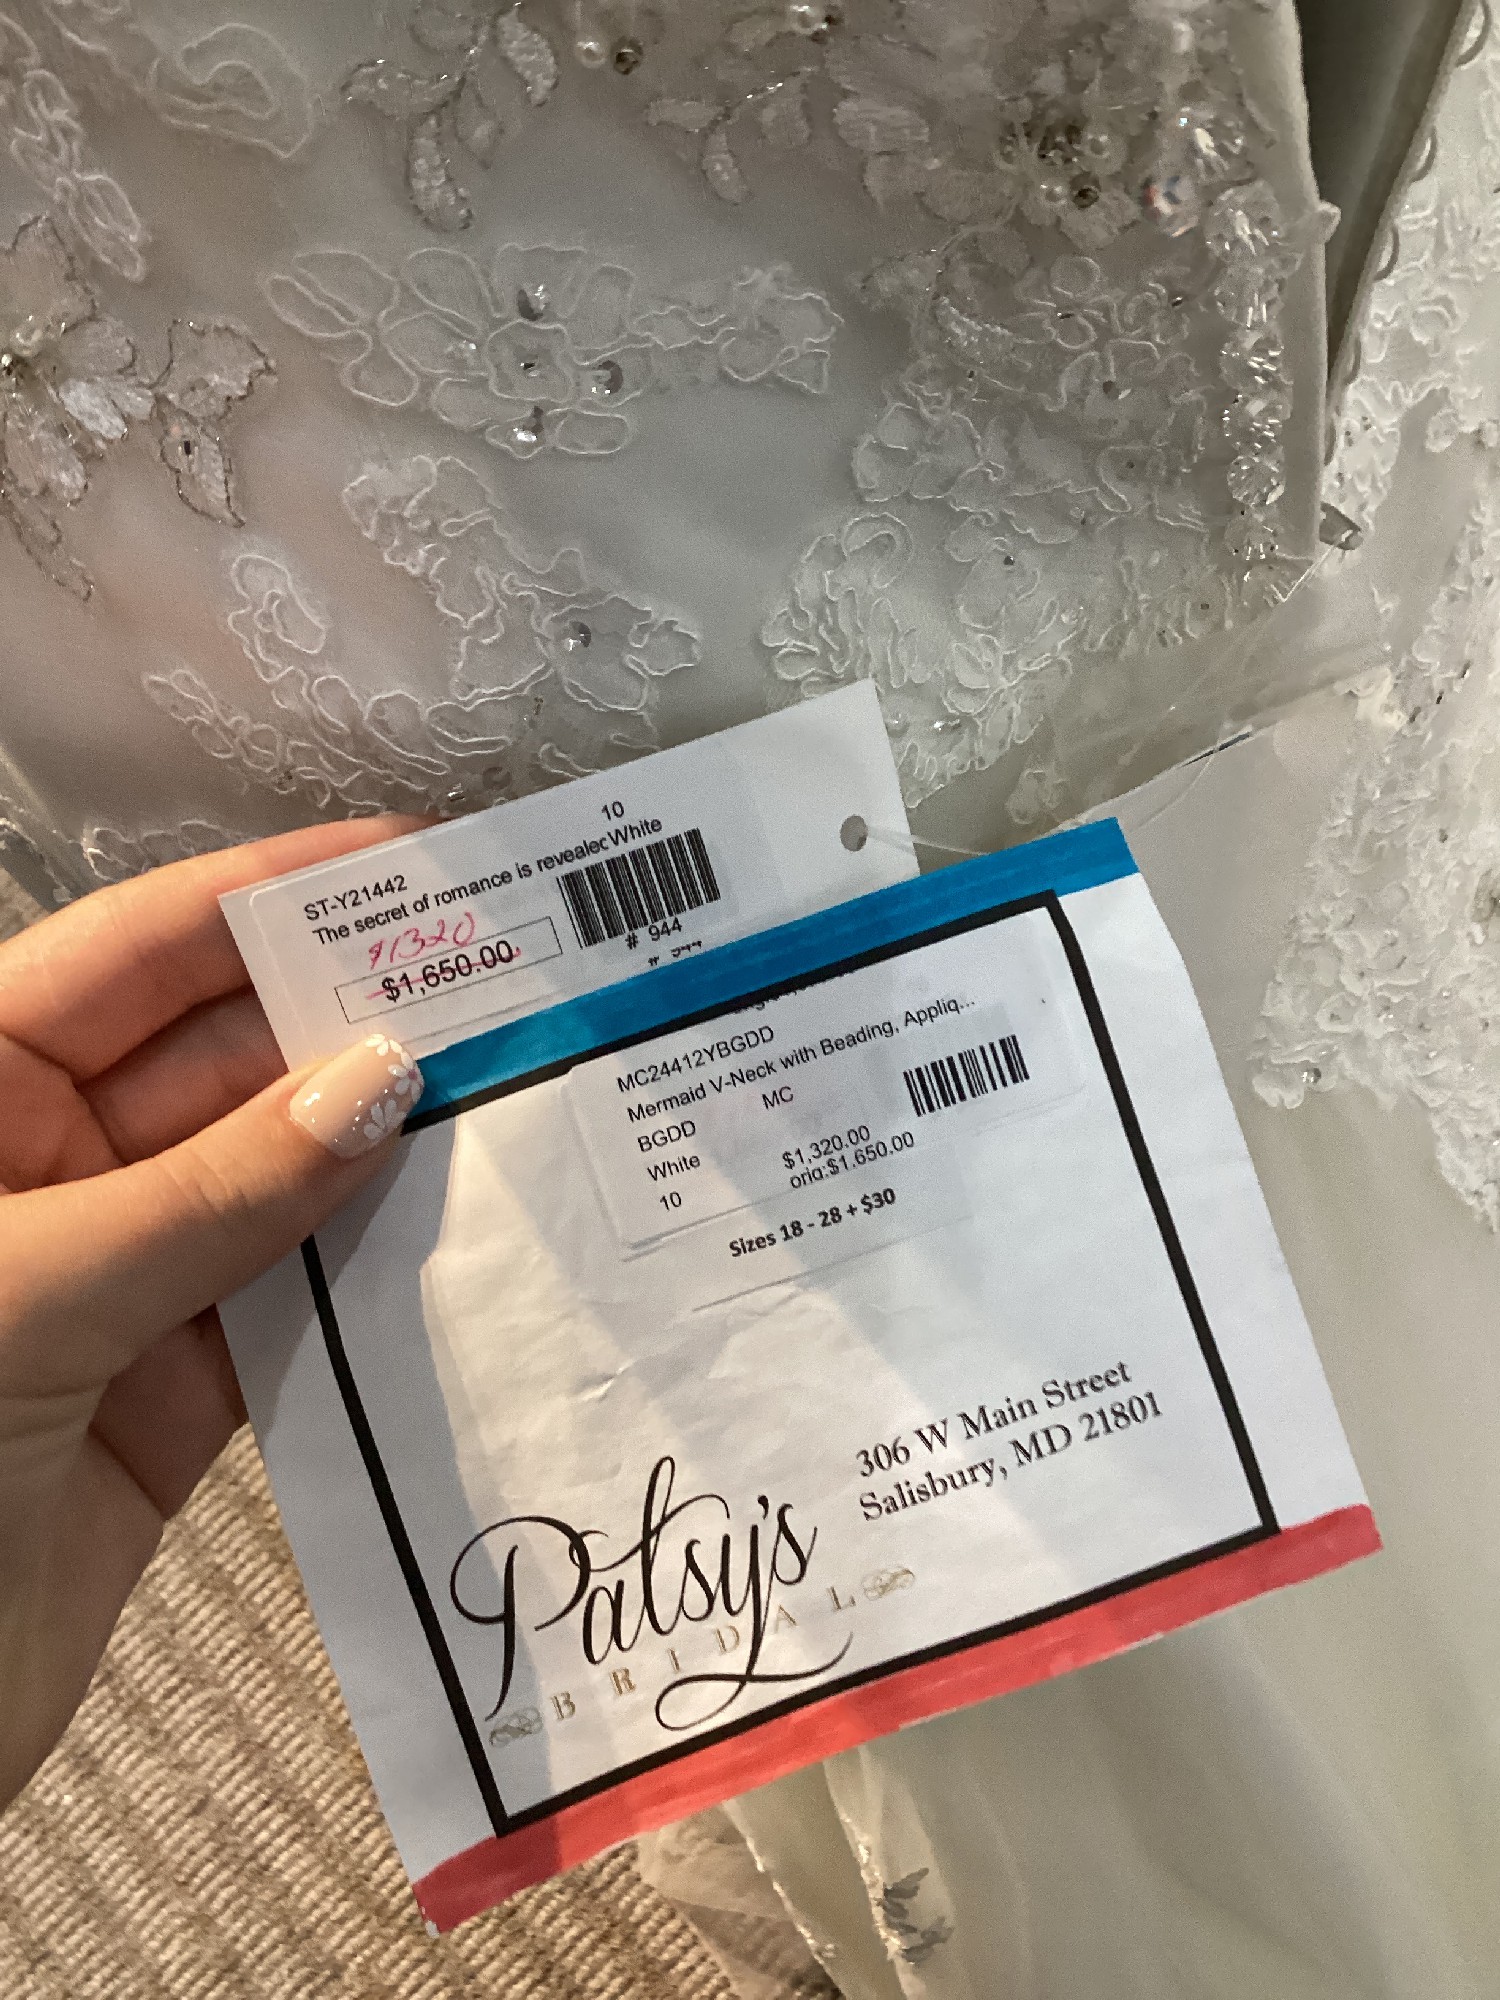 10
ST-Y21442
The secret of romance is revealed White
$1320
$1,650.00
# 944
MC24412YBGDD
Mermaid V-Neck with Beading, Appliq...
BGDD MC
White $1,320.00
orig:$1,650.00
10
Sizes 18 - 28 + $30
306 W Main Street
Salisbury, MD 21801
Patsy's
BRIDAL